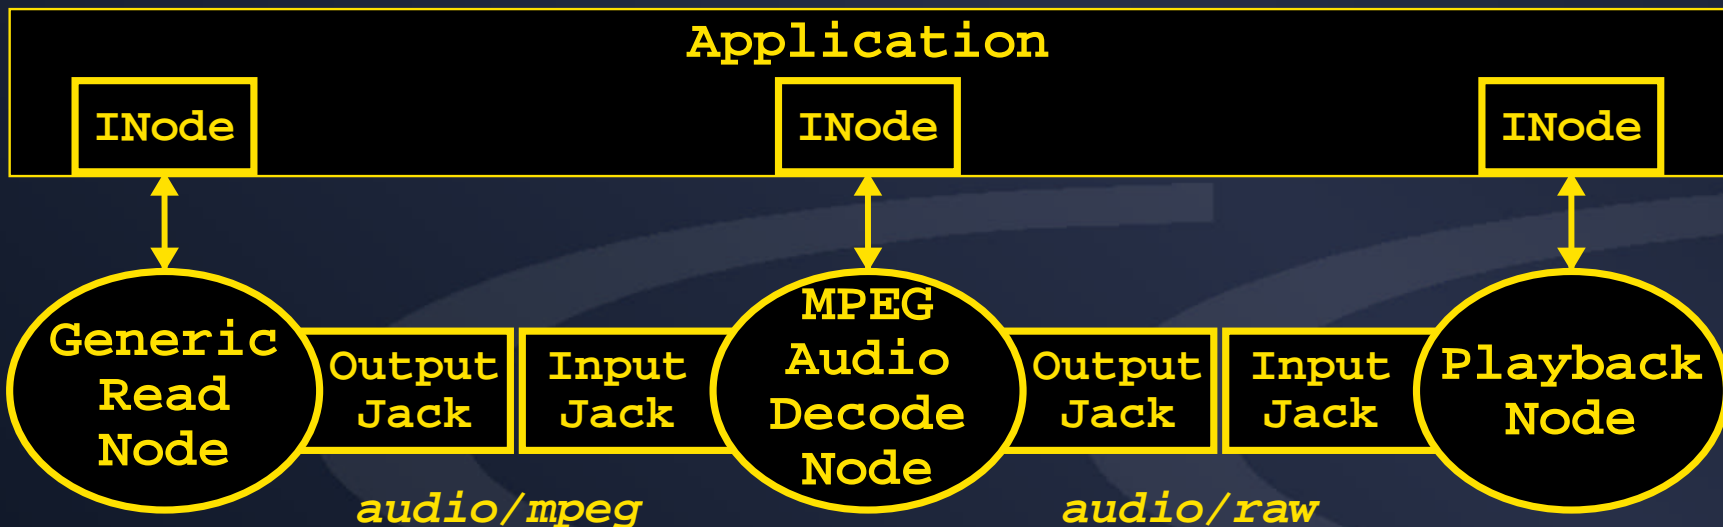 Application
INode
INode
INode
Generic
Read
Node
Output
Jack
Input
Jack
MPEG
Audio
Decode
Node
Output
Jack
Input
Jack
Playback
Node
audio/mpeg
audio/raw